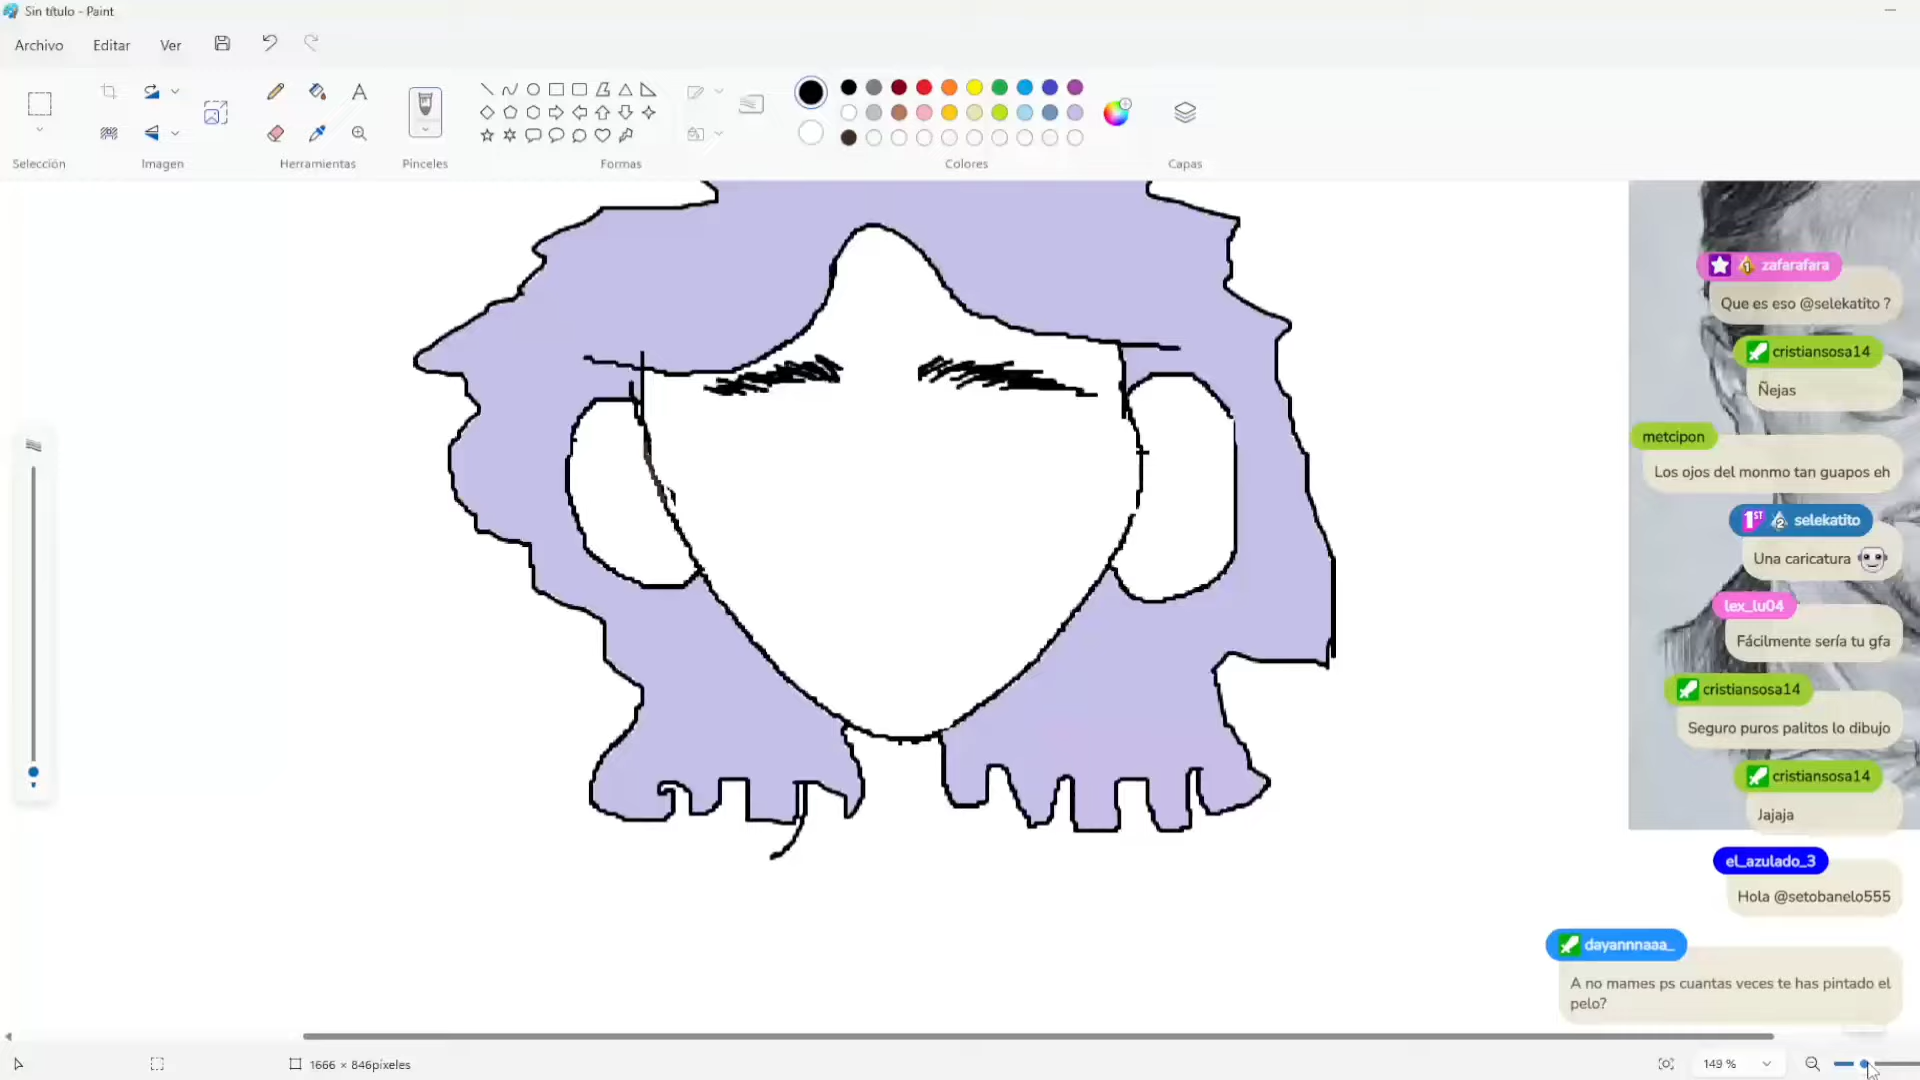 Sin título - Paint
Archivo
Editar
Ver
Selección
Imagen
Herramientas
Pinceles
Formas
Colores
Capas
zafarafara
Que es eso @selekatito ?
cristiansosa14
Ñejas
metcipon
Los ojos del monmo tan guapos eh
1ST 2 selekatito
Una caricatura
lex_lu04
Fácilmente sería tu gfa
cristiansosa14
Seguro puros palitos lo dibujo
cristiansosa14
Jajaja
el_azulado_3
Hola @setobanelo555
dayannnaaa_
A no mames ps cuantas veces te has pintado el
pelo?
1666 × 846píxeles
149 %